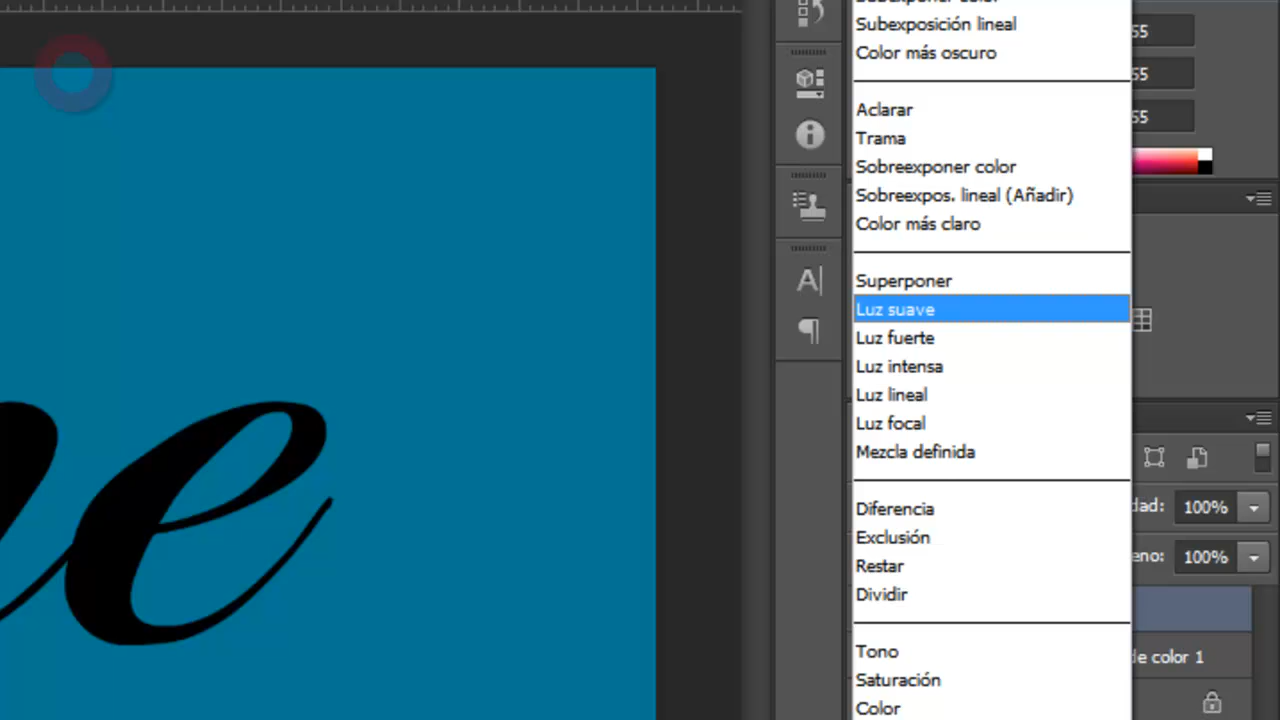 Subexponer color
Subexposición lineal
Color más oscuro
Aclarar
Trama
Sobreexponer color
Sobreexpos. lineal (Añadir)
Color más claro
Superponer
Luz suave
Luz fuerte
Luz intensa
Luz lineal
Luz focal
Mezcla definida
Diferencia
Exclusión
Restar
Dividir
Tono
Saturación
Color
55
55
55
dad: 100%
eno: 100%
de color 1
e